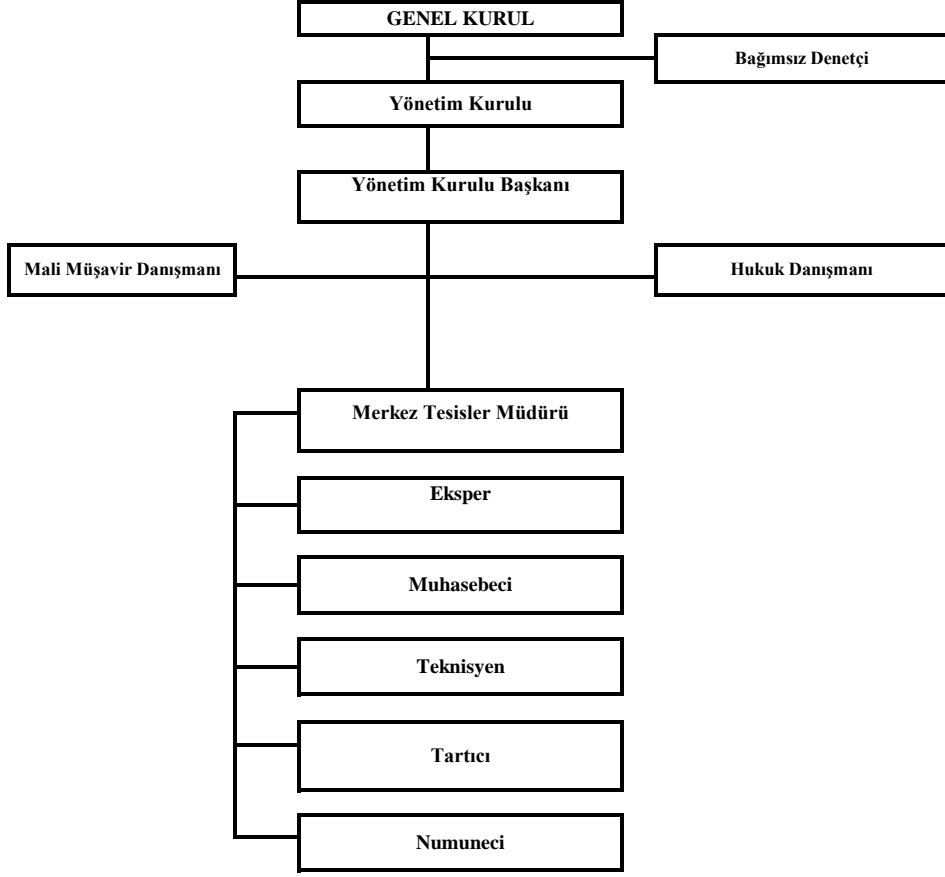 GENEL KURUL
Bağımsız Denetçi
Yönetim Kurulu
Yönetim Kurulu Başkanı
Mali Müşavir Danışmanı
Hukuk Danışmanı
Merkez Tesisler Müdürü
Eksper
Muhasebeci
Teknisyen
Tartıcı
Numuneci